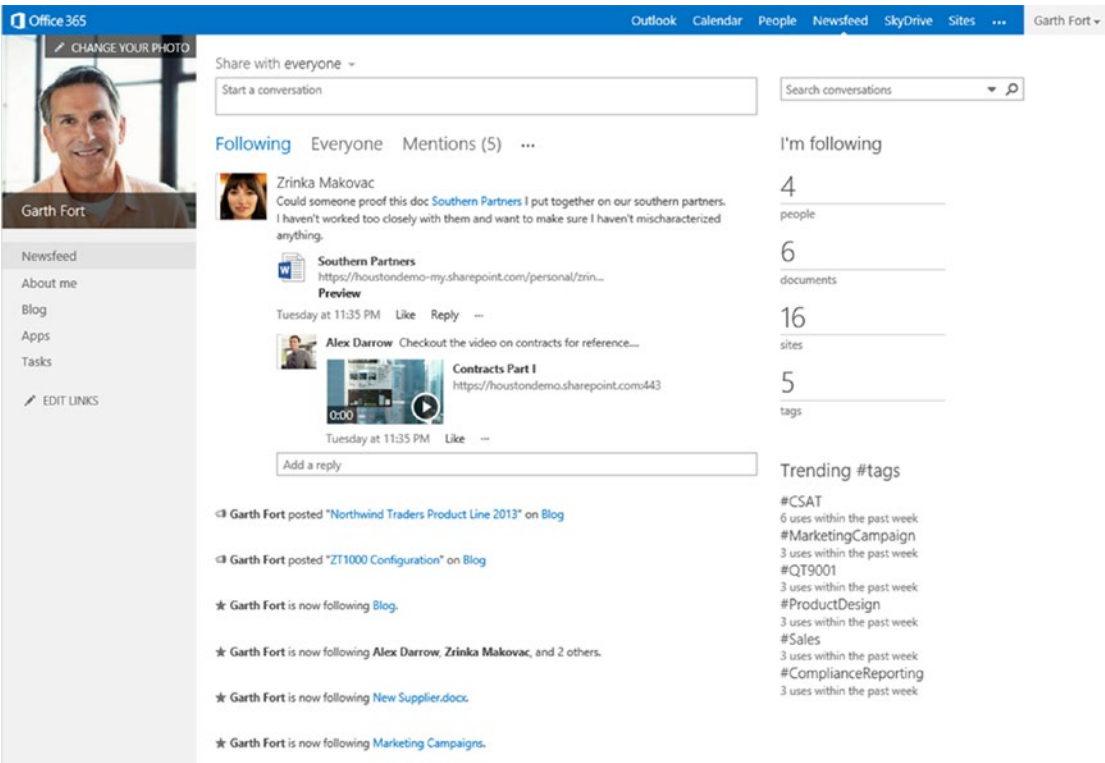 Office 365
Outlook Calendar People Newsfeed SkyDrive Sites ... Garth Fort
CHANGE YOUR PHOTO
Garth Fort
Newsfeed
About me
Blog
Apps
Tasks
EDIT LINKS
Share with everyone
Start a conversation
Following Everyone Mentions (5) ...
Zrinka Makovac
Could someone proof this doc Southern Partners I put together on our southern partners.
I haven't worked too closely with them and want to make sure I haven't mischaracterized
anything.
Southern Partners
https://houstondemo-my.sharepoint.com/personal/zrin...
Preview
Tuesday at 11:35 PM Like Reply ...
Alex Darrow Checkout the video on contracts for reference....
Contracts Part I
https://houstondemo.sharepoint.com:443
0:00
Tuesday at 11:35 PM Like ...
Add a reply
Garth Fort posted "Northwind Traders Product Line 2013" on Blog
Garth Fort posted "ZT1000 Configuration" on Blog
Garth Fort is now following Blog.
Garth Fort is now following Alex Darrow, Zrinka Makovac, and 2 others.
Garth Fort is now following New Supplier.docx.
Garth Fort is now following Marketing Campaigns.
Search conversations
I'm following
4
people
6
documents
16
sites
5
tags
Trending #tags
#CSAT
6 uses within the past week
#MarketingCampaign
3 uses within the past week
#QT9001
3 uses within the past week
#ProductDesign
3 uses within the past week
#Sales
3 uses within the past week
#ComplianceReporting
3 uses within the past week